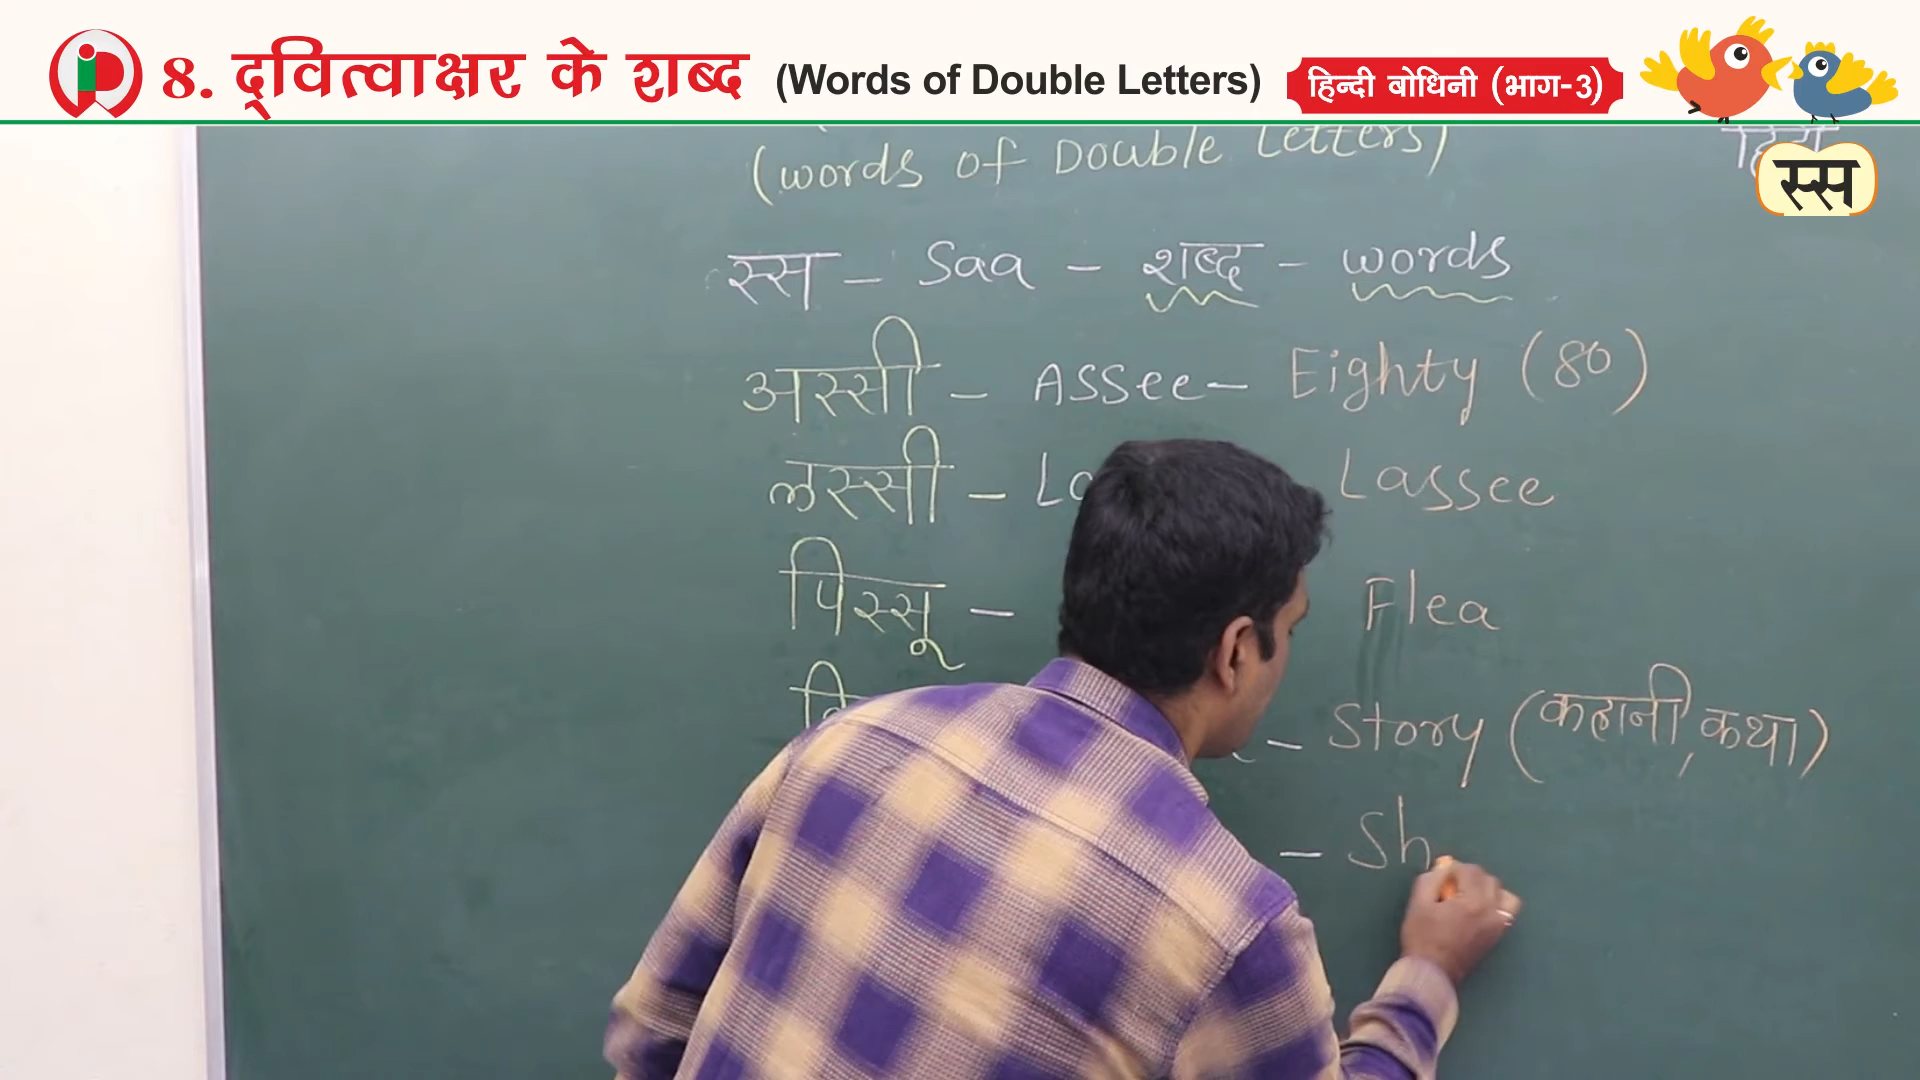 8. द्वित्वाक्षर के शब्द (Words of Double Letters) हिन्दी बोधिनी (भाग-3)
(words of Double Letters)
स्स
स्स - Saa - शब्द - words
अस्सी - ASSee - Eighty (80)
लस्सी - Lassee
पिस्सू - Flea
- Story (कहानी, कथा)
- Sh